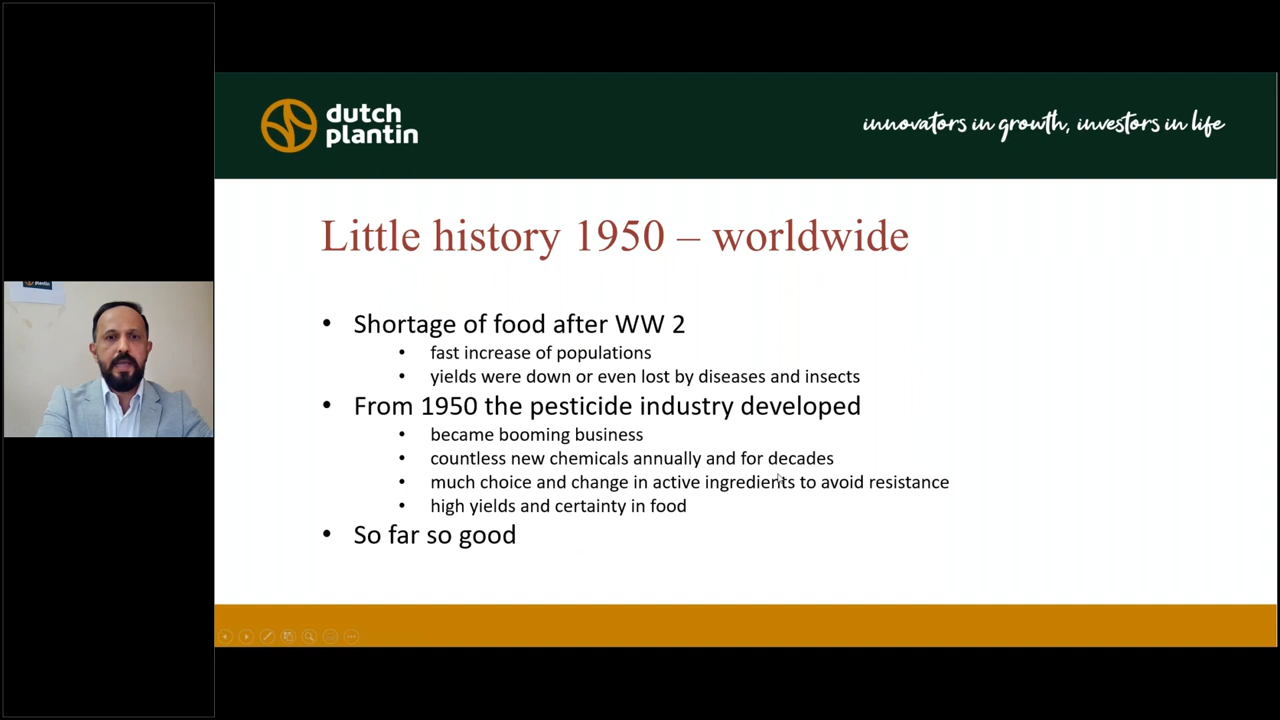 dutch
plantin
innovators in growth, investors in life
Little history 1950 – worldwide
• Shortage of food after WW 2
• fast increase of populations
• yields were down or even lost by diseases and insects
• From 1950 the pesticide industry developed
• became booming business
• countless new chemicals annually and for decades
• much choice and change in active ingredients to avoid resistance
• high yields and certainty in food
• So far so good
plantin